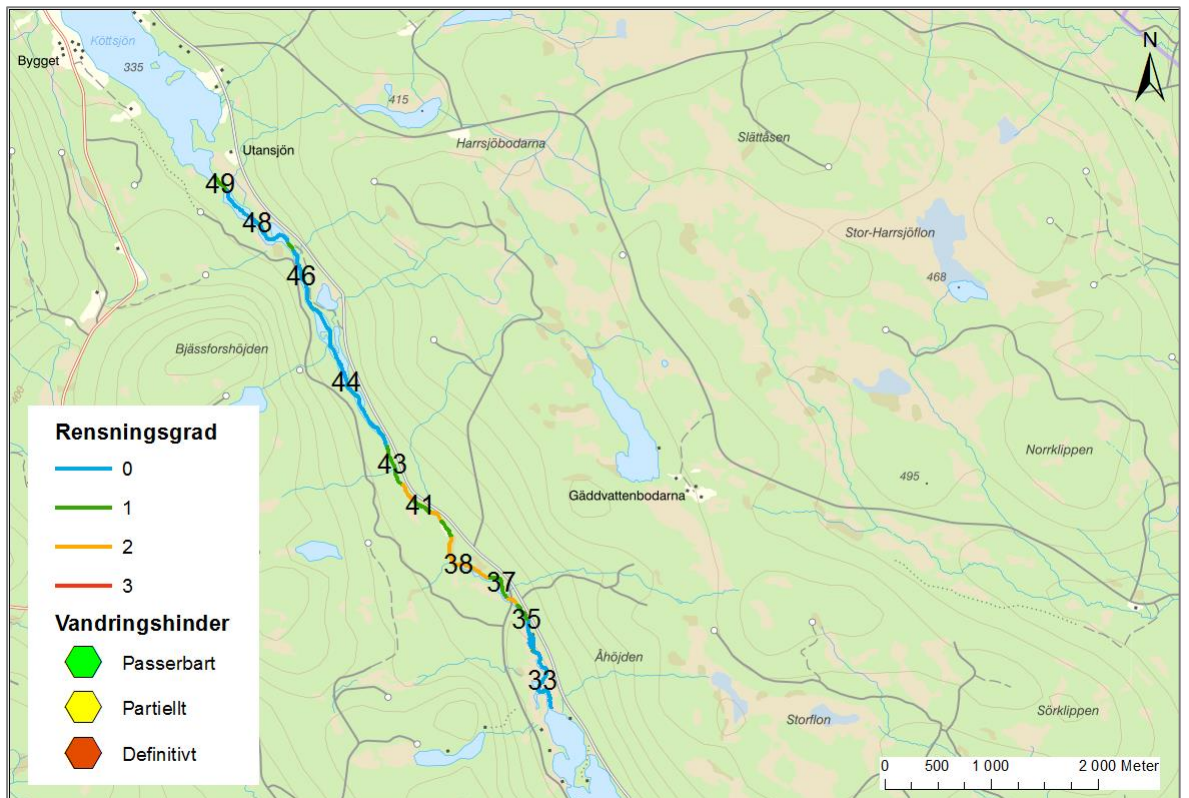 Köttsjön
Bygget
335
N
415
Harrsjöbodarna
Slättåsen
Utansjön
49
48
Stor-Harrsjöflon
46
468
Bjässforshöjden
44
400
Rensningsgrad
0
1
2
3
43
Norrklippen
495
41
Gäddvattenbodarna
38
37
35
Vandringshinder
Passerbart
Partiellt
Definitivt
Åhöjden
33
Storflon
Sörklippen
0 500 1 000 2 000 Meter